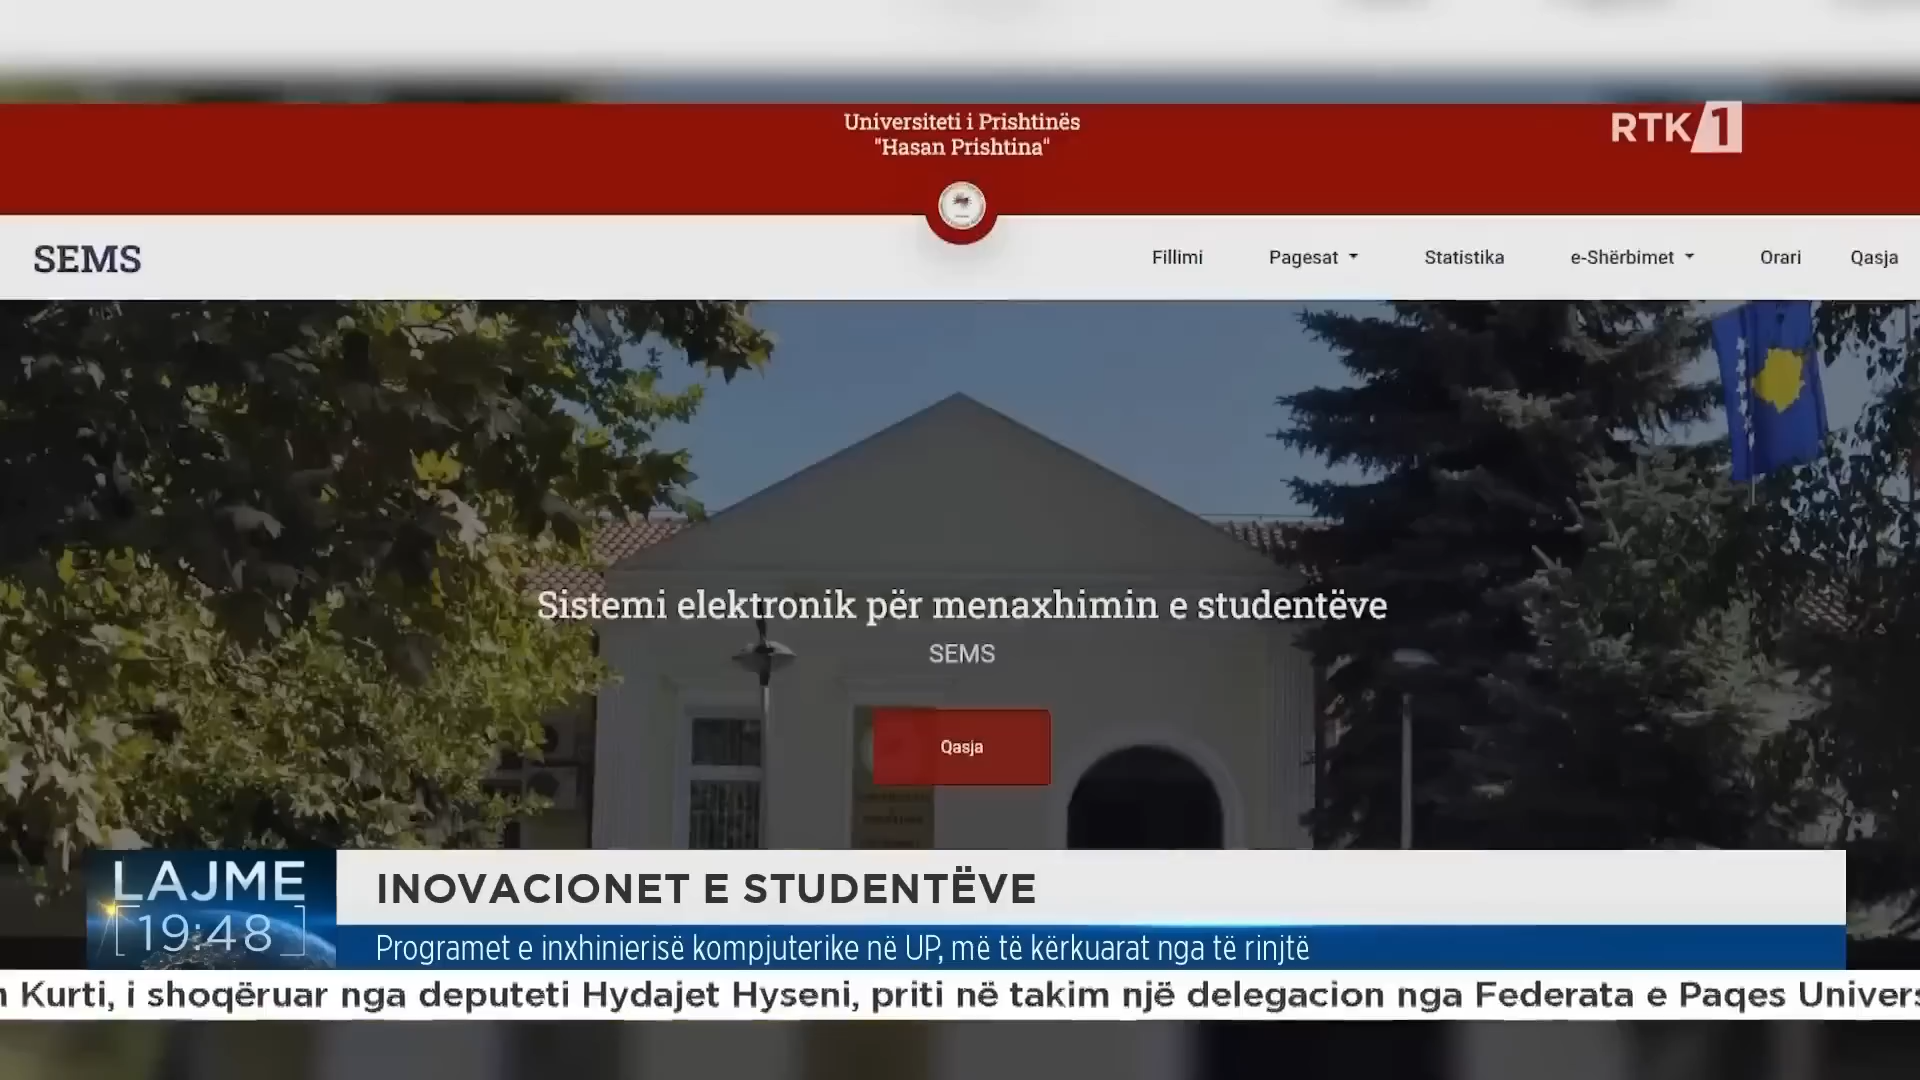 Universiteti i Prishtinës
"Hasan Prishtina"
RTK 1
SEMS
Fillimi
Pagesat
Statistika
e-Shërbimet
Orari
Qasja
Sistemi elektronik për menaxhimin e studentëve
SEMS
Qasja
LAJME
19:48
INOVACIONET E STUDENTËVE
Programet e inxhinierisë kompjuterike në UP, më të kërkuarat nga të rinjtë
Kurti, i shoqëruar nga deputeti Hydajet Hyseni, priti në takim një delegacion nga Federata e Paqes